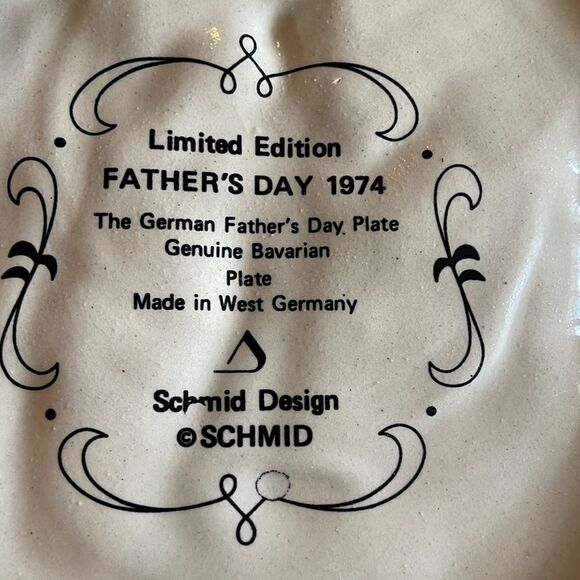 Limited Edition
FATHER'S DAY 1974
The German Father's Day Plate
Genuine Bavarian
Plate
Made in West Germany
Schmid Design
©SCHMID